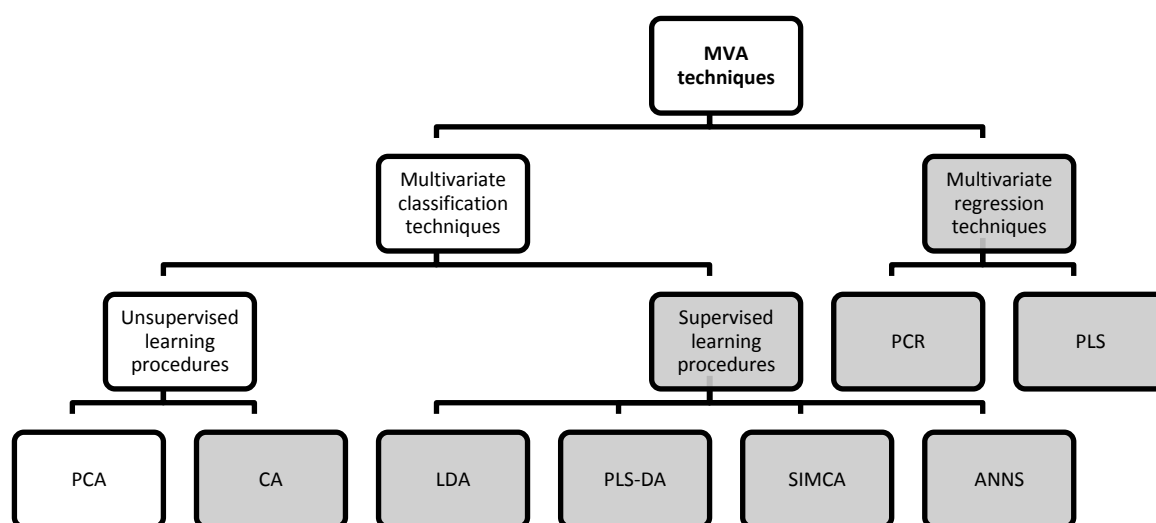 MVA
techniques
Multivariate
classification
techniques
Multivariate
regression
techniques
Unsupervised
learning
procedures
Supervised
learning
procedures
PCR
PLS
PCA
CA
LDA
PLS-DA
SIMCA
ANNS